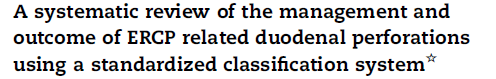 A systematic review of the management and
outcome of ERCP related duodenal perforations
using a standardized classification system☆